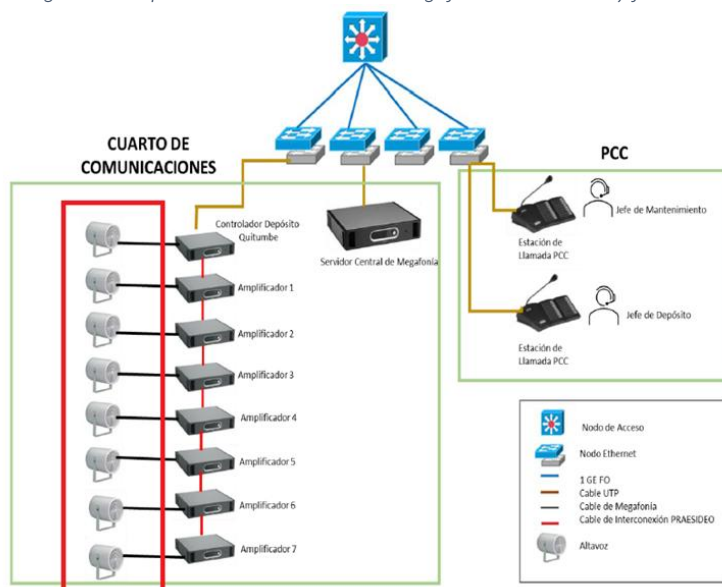 CUARTO DE
COMUNICACIONES
PCC
Controlador Depósito
Quitumbe
Servidor Central de Megafonía
Jefe de Mantenimiento
Estación de
Llamada PCC
Jefe de Depósito
Estación de
Llamada PCC
Amplificador 1
Amplificador 2
Amplificador 3
Amplificador 4
Amplificador 5
Amplificador 6
Amplificador 7
Nodo de Acceso
Nodo Ethernet
1 GE FO
Cable UTP
Cable de Megafonía
Cable de Interconexión PRAESIDEO
Altavoz